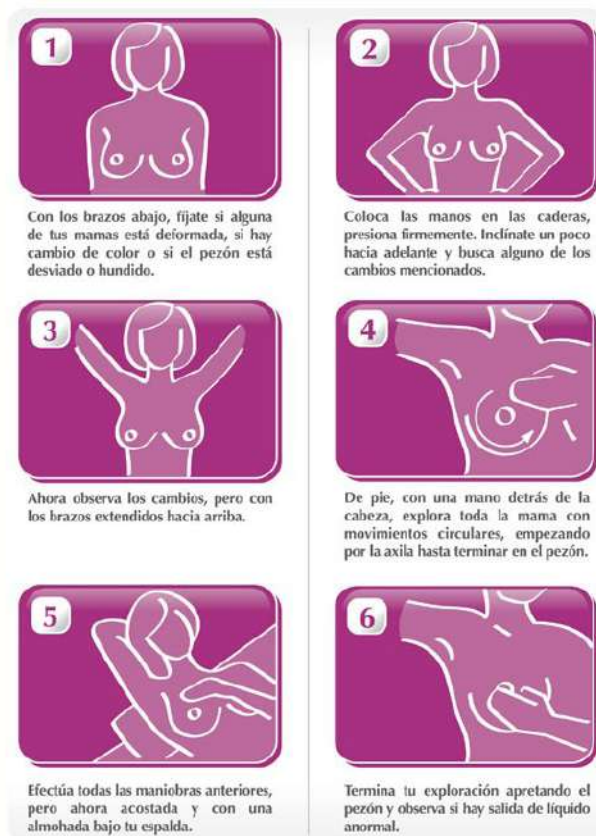 1
Con los brazos abajo, fíjate si alguna
de tus mamas está deformada, si hay
cambio de color o si el pezón está
desviado o hundido.
2
Coloca las manos en las caderas,
presiona firmemente. Inclínate un poco
hacia adelante y busca alguno de los
cambios mencionados.
3
Ahora observa los cambios, pero con
los brazos extendidos hacia arriba.
4
De pie, con una mano detrás de la
cabeza, explora toda la mama con
movimientos circulares, empezando
por la axila hasta terminar en el pezón.
5
Efectúa todas las maniobras anteriores,
pero ahora acostada y con una
almohada bajo tu espalda.
6
Termina tu exploración apretando el
pezón y observa si hay salida de líquido
anormal.